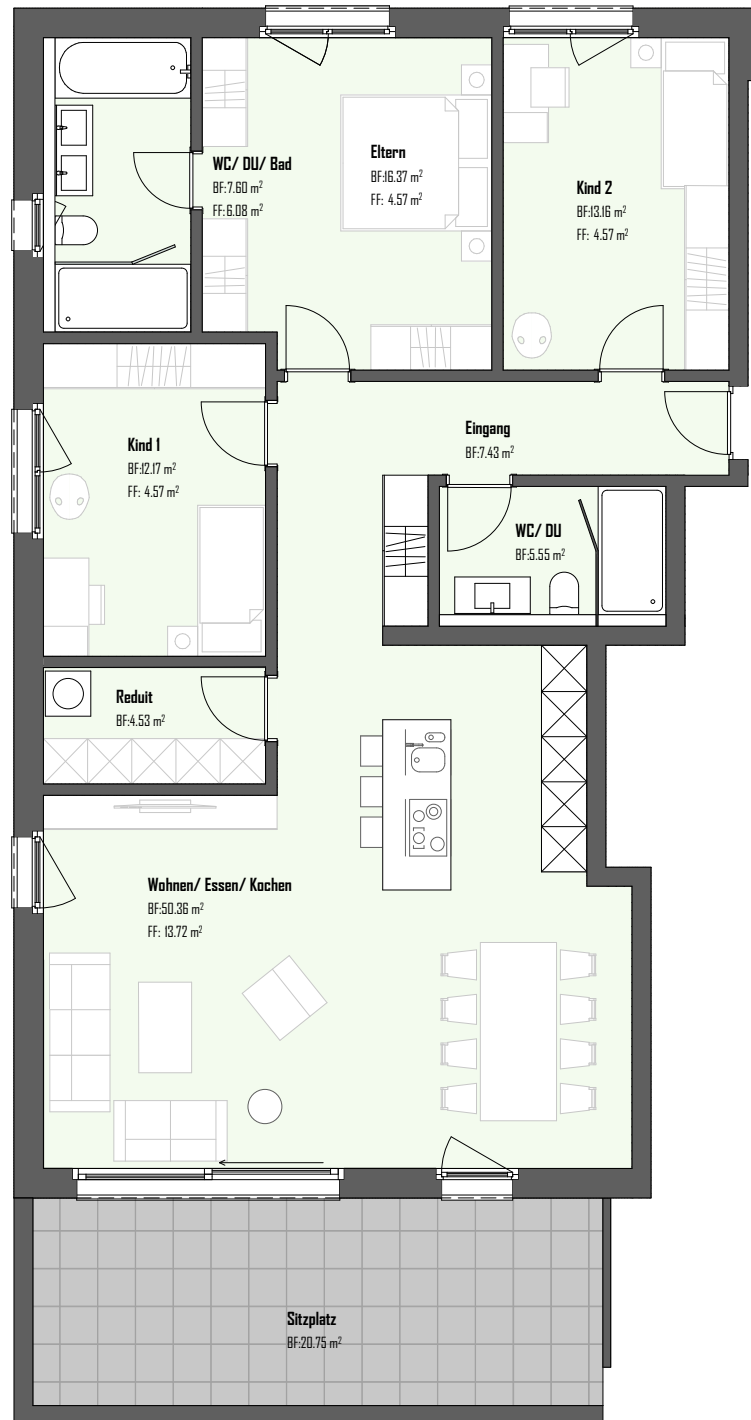 WC/ DU/ Bad
BF:7.60 m²
FF: 6.08 m²
Eltern
BF:16.37 m²
FF: 4.57 m²
Kind 2
BF:13.16 m²
FF: 4.57 m²
Kind 1
BF:12.17 m²
FF: 4.57 m²
Eingang
BF:7.43 m²
WC/ DU
BF:5.55 m²
Reduit
BF:4.53 m²
Wohnen/ Essen/ Kochen
BF:50.36 m²
FF: 13.72 m²
Sitzplatz
BF:20.75 m²